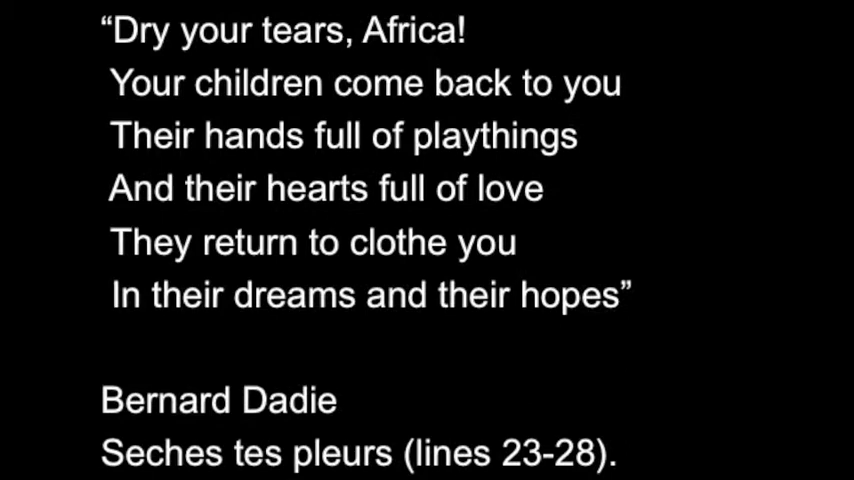 “Dry your tears, Africa!
Your children come back to you
Their hands full of playthings
And their hearts full of love
They return to clothe you
In their dreams and their hopes”
Bernard Dadie
Seches tes pleurs (lines 23-28).